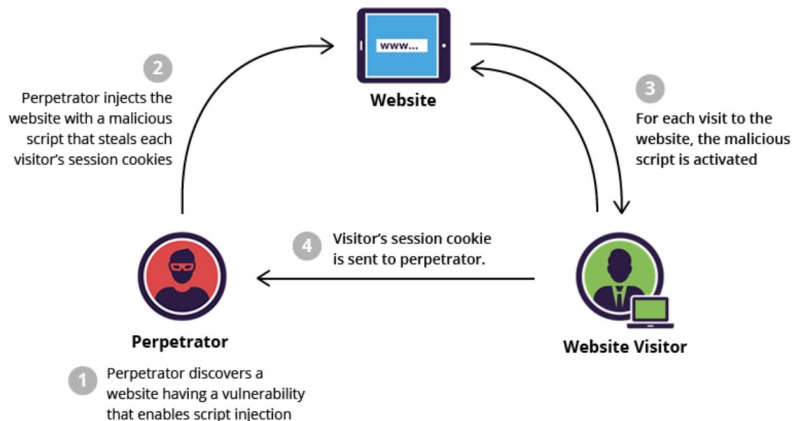 www...
Website
2
Perpetrator injects the
website with a malicious
script that steals each
visitor's session cookies
3
For each visit to the
website, the malicious
script is activated
4
Visitor's session cookie
is sent to perpetrator.
Perpetrator
Website Visitor
1
Perpetrator discovers a
website having a vulnerability
that enables script injection